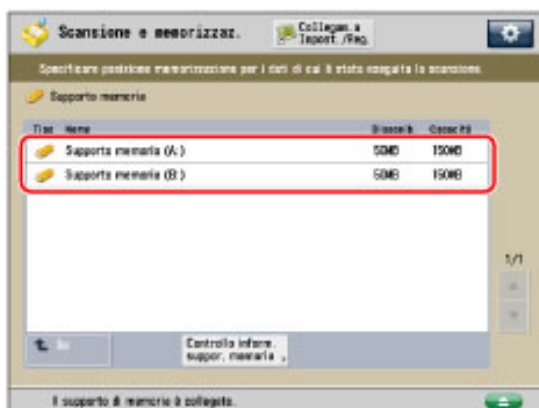 Scansione e memorizzaz.
Collegam. a
Impost./Reg.
Specificare posizione memorizzazione per i dati di cui è stata eseguita la scansione.
Supporto memoria
Tipo Nome Disponib. Capacità
Supporto memoria (A:) 50MB 150MB
Supporto memoria (B:) 50MB 150MB
1/1
Controllo inform.
suppor. memoria
Il supporto di memoria è collegato.